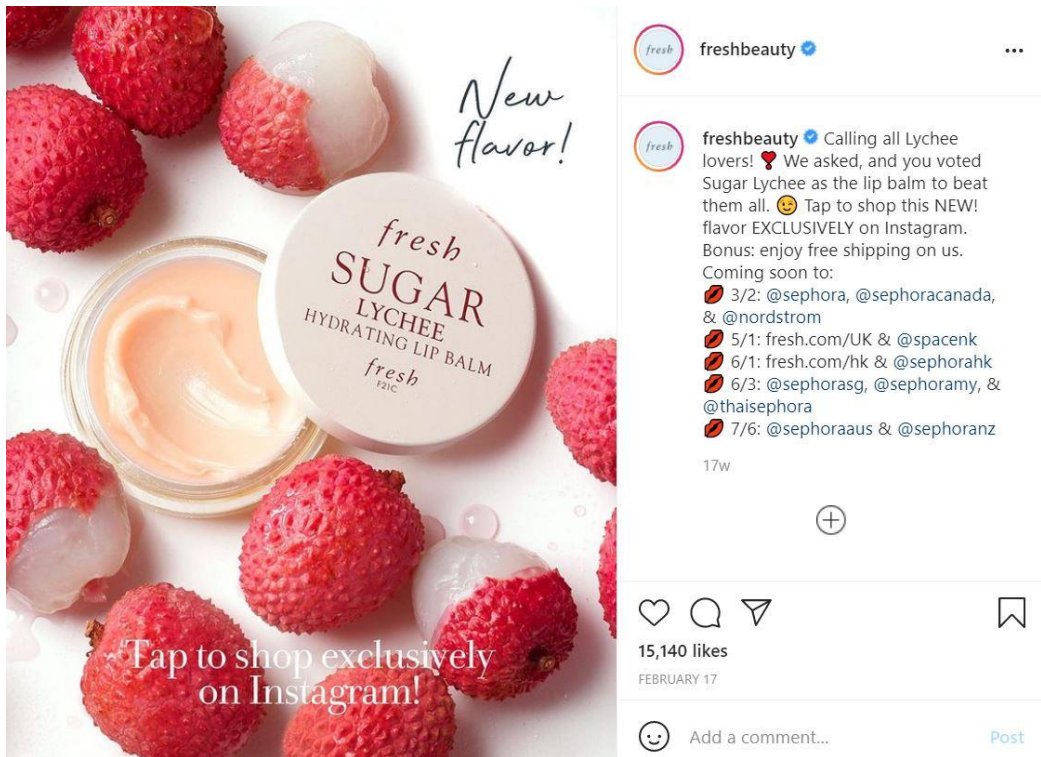 New
flavor!
fresh
SUGAR
LYCHEE
HYDRATING LIP BALM
fresh
F21C
Tap to shop exclusively
on Instagram!
fresh
freshbeauty
fresh
freshbeauty Calling all Lychee
lovers! ❣️ We asked, and you voted
Sugar Lychee as the lip balm to beat
them all. 😉 Tap to shop this NEW!
flavor EXCLUSIVELY on Instagram.
Bonus: enjoy free shipping on us.
Coming soon to:
💋 3/2: @sephora, @sephoracanada,
& @nordstrom
💋 5/1: fresh.com/UK & @spacenk
💋 6/1: fresh.com/hk & @sephorahk
💋 6/3: @sephorasg, @sephoramy, &
@thaisephora
💋 7/6: @sephoraaus & @sephoranz
17w
15,140 likes
FEBRUARY 17
Add a comment...
Post